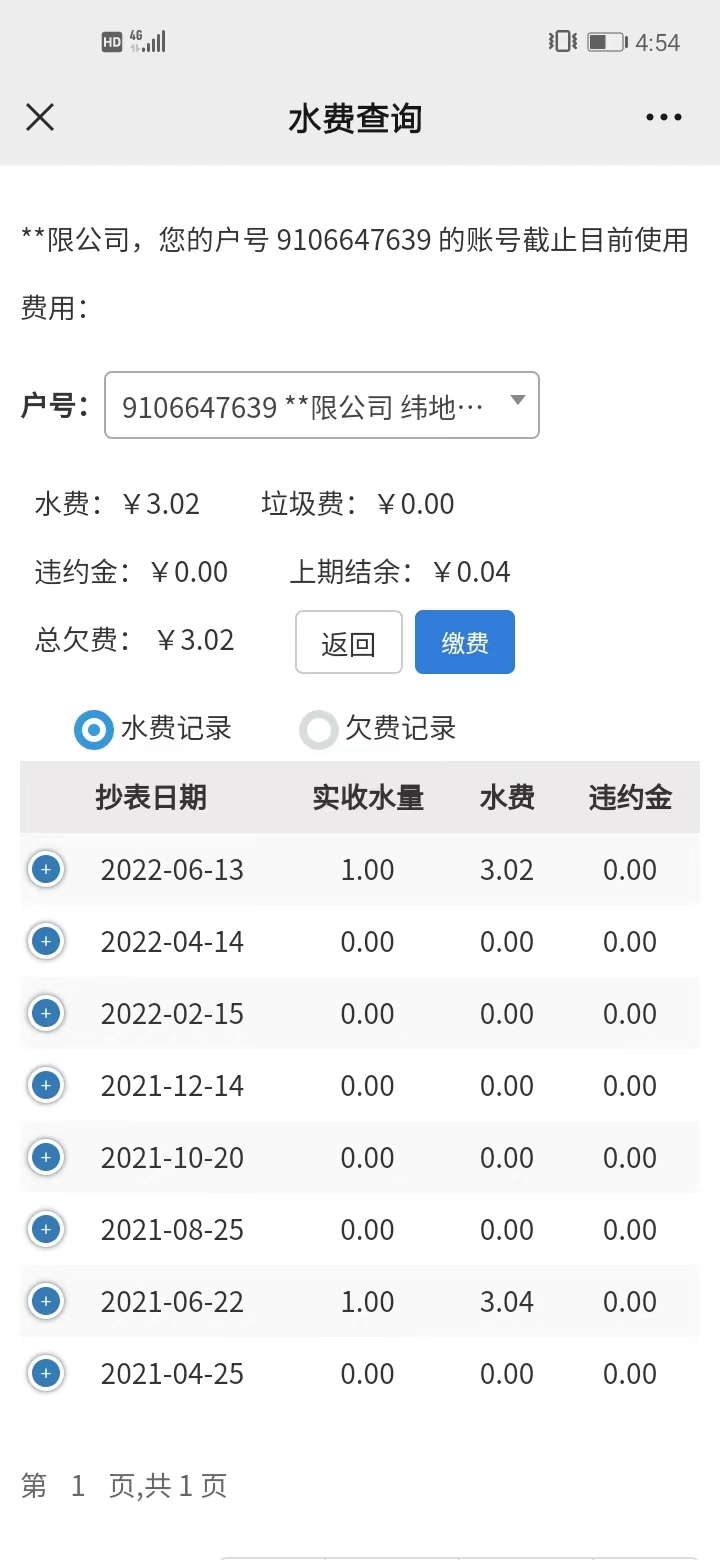 HD 4G 4:54
水费查询
**限公司，您的户号 9106647639 的账号截止目前使用
费用：
户号： 9106647639 **限公司 纬地…
水费：￥3.02 垃圾费：￥0.00
违约金：￥0.00 上期结余：￥0.04
总欠费：￥3.02 返回 缴费
水费记录 欠费记录
抄表日期 实收水量 水费 违约金
2022-06-13 1.00 3.02 0.00
2022-04-14 0.00 0.00 0.00
2022-02-15 0.00 0.00 0.00
2021-12-14 0.00 0.00 0.00
2021-10-20 0.00 0.00 0.00
2021-08-25 0.00 0.00 0.00
2021-06-22 1.00 3.04 0.00
2021-04-25 0.00 0.00 0.00
第 1 页,共 1 页